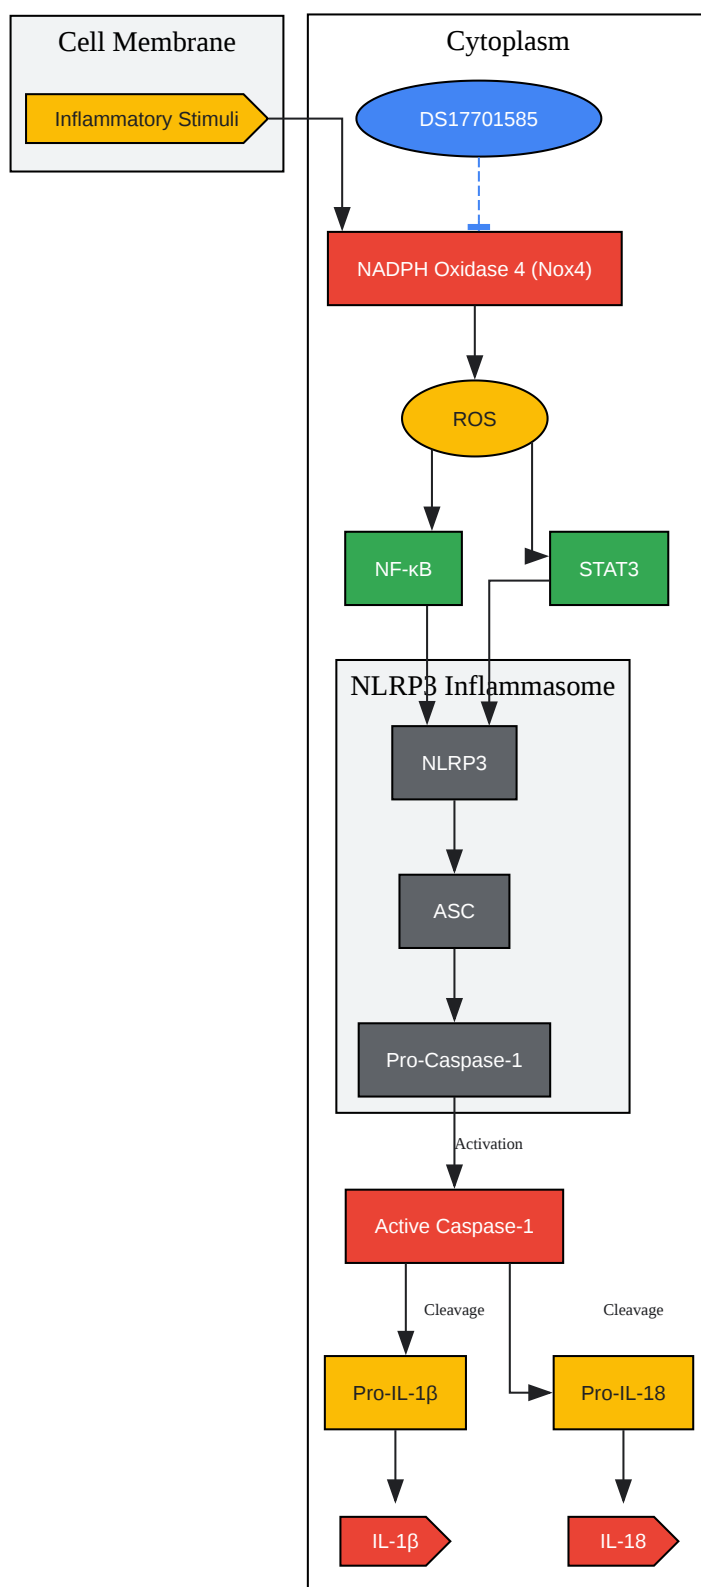 Cell Membrane
Cytoplasm
Inflammatory Stimuli
DS17701585
NADPH Oxidase 4 (Nox4)
ROS
NF-κB
STAT3
NLRP3 Inflammasome
NLRP3
ASC
Pro-Caspase-1
Activation
Active Caspase-1
Cleavage
Cleavage
Pro-IL-1β
Pro-IL-18
IL-1β
IL-18